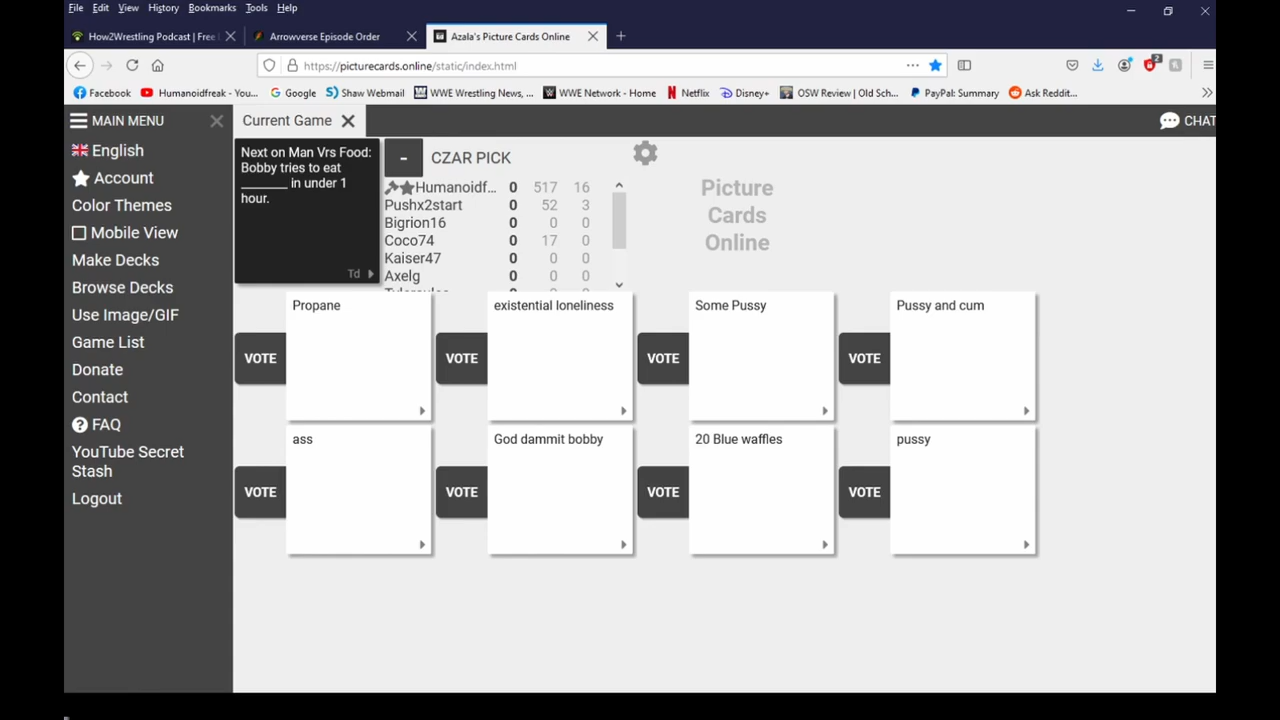 File Edit View History Bookmarks Tools Help
How2Wrestling Podcast | Free
Arrowverse Episode Order
Azala's Picture Cards Online
https://picturecards.online/static/index.html
2
Facebook
Humanoidfreak - You...
Google
Shaw Webmail
WWE Wrestling News, ...
WWE Network - Home
Netflix
Disney+
OSW Review | Old Sch...
PayPal: Summary
Ask Reddit...
MAIN MENU
English
Account
Color Themes
Mobile View
Make Decks
Browse Decks
Use Image/GIF
Game List
Donate
Contact
FAQ
YouTube Secret
Stash
Logout
Current Game
CHAT
Next on Man Vrs Food:
Bobby tries to eat
_______ in under 1
hour.
Td
-
CZAR PICK
Humanoidf... 0 517 16
Pushx2start 0 52 3
Bigrion16 0 0 0
Coco74 0 17 0
Kaiser47 0 0 0
Axelg 0 0 0
Picture
Cards
Online
VOTE Propane
VOTE existential loneliness
VOTE Some Pussy
VOTE Pussy and cum
VOTE ass
VOTE God dammit bobby
VOTE 20 Blue waffles
VOTE pussy